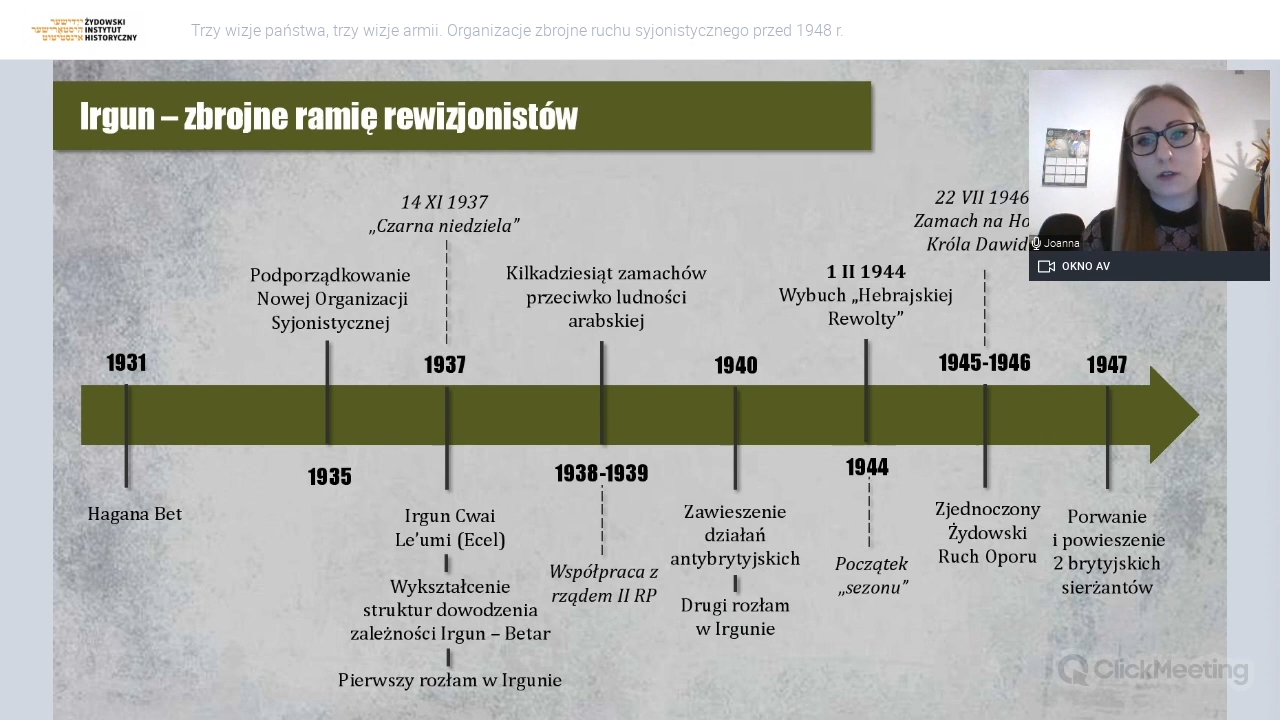 ייִדישער
היסטאָרישער
אינסטיטוט
ŻYDOWSKI
INSTYTUT
HISTORYCZNY
Trzy wizje państwa, trzy wizje armii. Organizacje zbrojne ruchu syjonistycznego przed 1948 r.
Irgun – zbrojne ramię rewizjonistów
14 XI 1937
„Czarna niedziela”
22 VII 1946
Zamach na Ho
Króla Dawid
Joanna
OKNO AV
Podporządkowanie
Nowej Organizacji
Syjonistycznej
Kilkadziesiąt zamachów
przeciwko ludności
arabskiej
1 II 1944
Wybuch „Hebrajskiej
Rewolty”
1931
1937
1940
1945-1946
1947
1935
1938-1939
1944
Hagana Bet
Irgun Cwai
Le’umi (Ecel)
Wykształcenie
struktur dowodzenia
zależności Irgun – Betar
Pierwszy rozłam w Irgunie
Współpraca z
rządem II RP
Zawieszenie
działań
antybrytyjskich
Drugi rozłam
w Irgunie
Początek
„sezonu”
Zjednoczony
Żydowski
Ruch Oporu
Porwanie
i powieszenie
2 brytyjskich
sierżantów
ClickMeeting